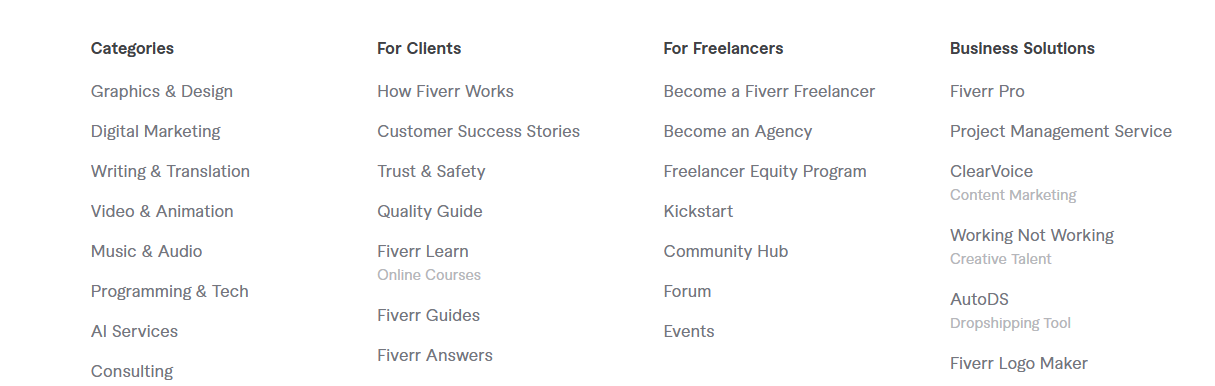 Categories
Graphics & Design
Digital Marketing
Writing & Translation
Video & Animation
Music & Audio
Programming & Tech
AI Services
Consulting
For Clients
How Fiverr Works
Customer Success Stories
Trust & Safety
Quality Guide
Fiverr Learn
Online Courses
Fiverr Guides
Fiverr Answers
For Freelancers
Become a Fiverr Freelancer
Become an Agency
Freelancer Equity Program
Kickstart
Community Hub
Forum
Events
Business Solutions
Fiverr Pro
Project Management Service
ClearVoice
Content Marketing
Working Not Working
Creative Talent
AutoDS
Dropshipping Tool
Fiverr Logo Maker